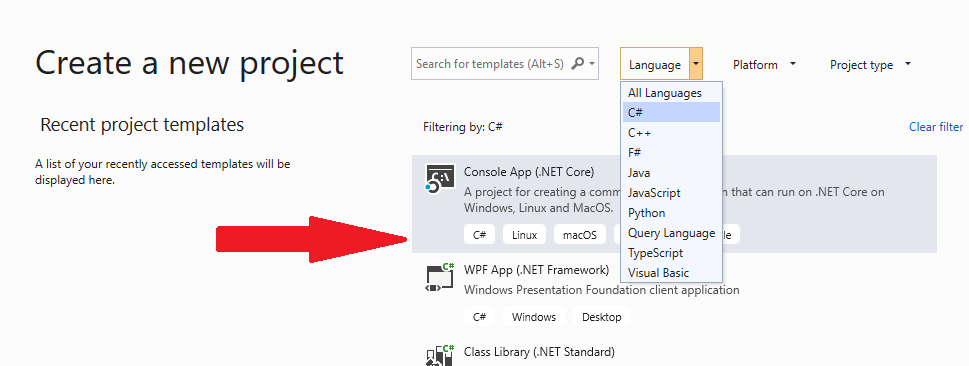 Create a new project
Search for templates (Alt+S)
Language
Platform
Project type
All Languages
C#
C++
F#
Java
JavaScript
Python
Query Language
TypeScript
Visual Basic
Recent project templates
A list of your recently accessed templates will be
displayed here.
Filtering by: C#
Clear filter
C:\
Console App (.NET Core)
A project for creating a comm
that can run on .NET Core on
Windows, Linux and MacOS.
C#
Linux
macOS
C#
WPF App (.NET Framework)
Windows Presentation Foundation client application
C#
Windows
Desktop
C#
Class Library (.NET Standard)